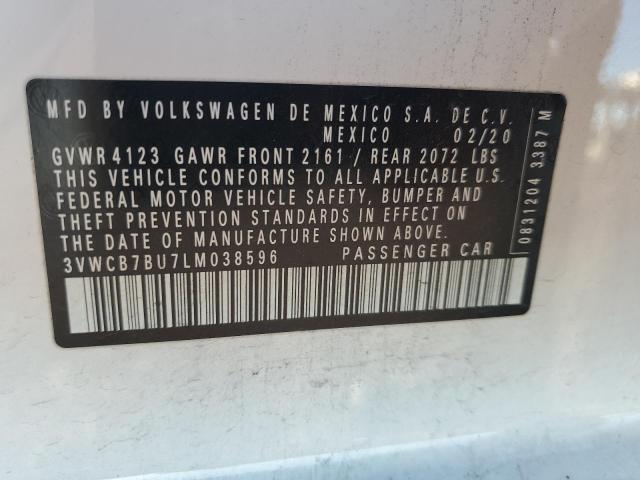 MFD BY VOLKSWAGEN DE MEXICO S.A. DE C.V.
MEXICO 02/20
GVWR 4123 GAWR FRONT 2161 / REAR 2072 LBS
THIS VEHICLE CONFORMS TO ALL APPLICABLE U.S.
FEDERAL MOTOR VEHICLE SAFETY, BUMPER AND
THEFT PREVENTION STANDARDS IN EFFECT ON
THE DATE OF MANUFACTURE SHOWN ABOVE.
3VWCB7BU7LM038596 PASSENGER CAR
0831204 3387 M